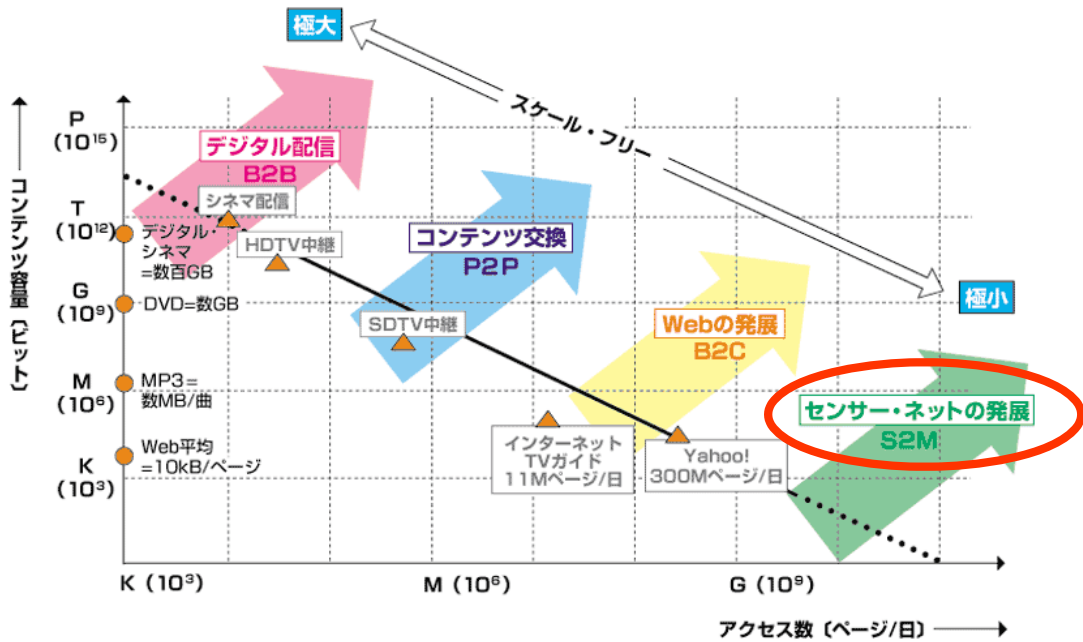 極大
スケール・フリー
極小
コンテンツ容量〔ビット〕
P
(10¹⁵)
T
(10¹²)
G
(10⁹)
M
(10⁶)
K
(10³)
デジタル・
シネマ
=数百GB
DVD=数GB
MP3=
数MB/曲
Web平均
=10kB/ページ
デジタル配信
B2B
シネマ配信
HDTV中継
コンテンツ交換
P2P
SDTV中継
Webの発展
B2C
インターネット
TVガイド
11Mページ/日
Yahoo!
300Mページ/日
センサー・ネットの発展
S2M
K (10³)
M (10⁶)
G (10⁹)
アクセス数〔ページ/日〕